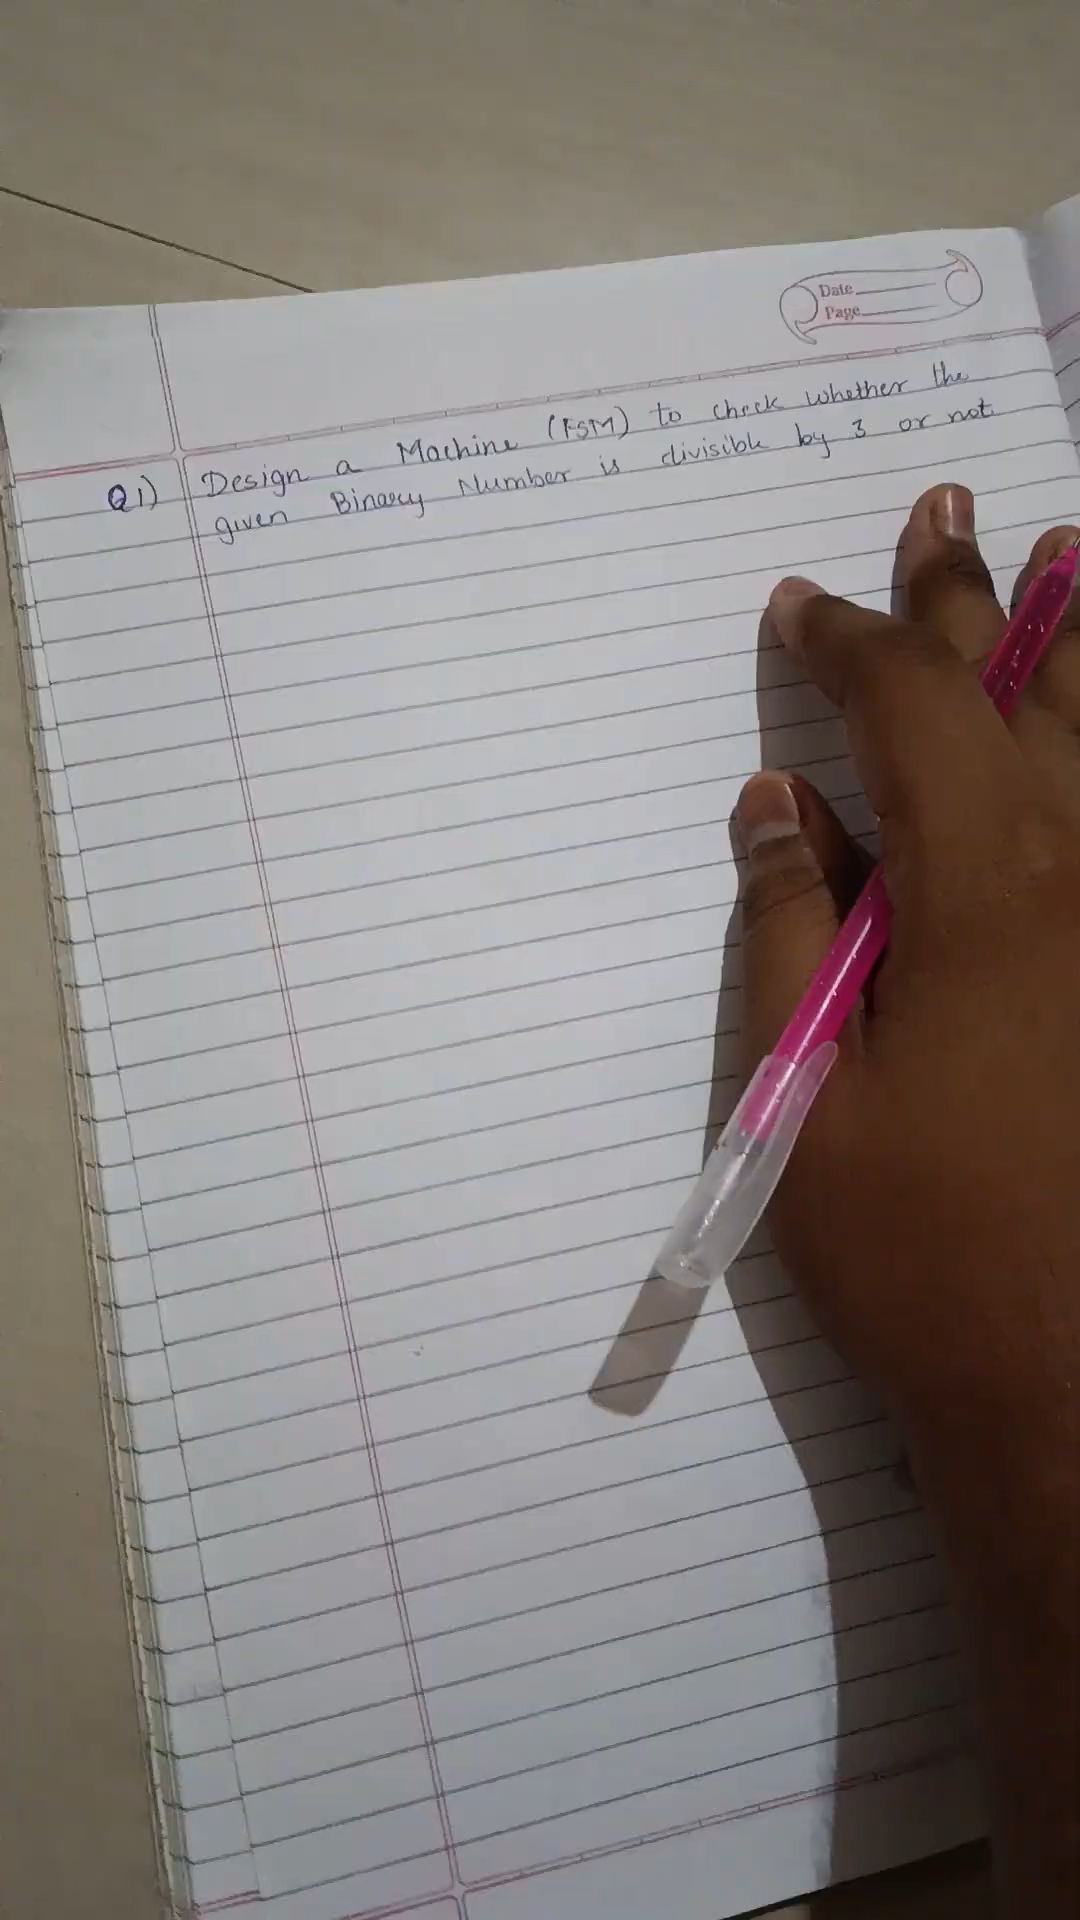 Date
Page
Q1) Design a Machine (FSM) to check whether the
given Binary Number is divisible by 3 or not